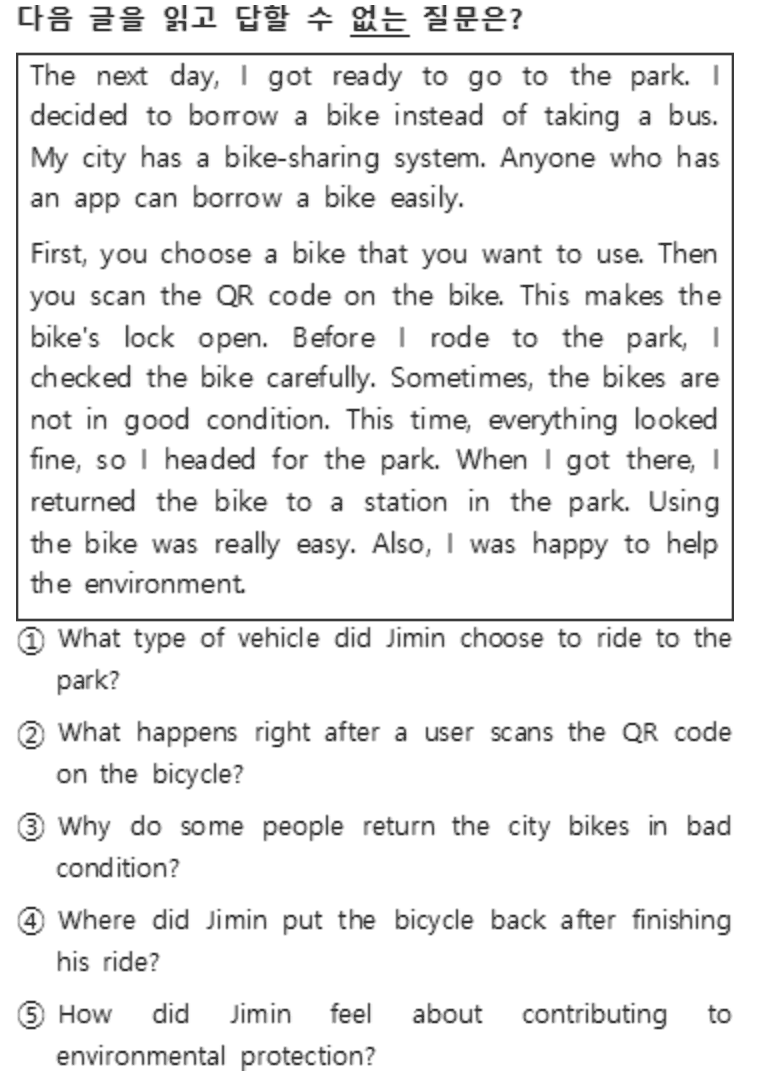 다음 글을 읽고 답할 수 없는 질문은?
The next day, I got ready to go to the park. I
decided to borrow a bike instead of taking a bus.
My city has a bike-sharing system. Anyone who has
an app can borrow a bike easily.
First, you choose a bike that you want to use. Then
you scan the QR code on the bike. This makes the
bike's lock open. Before I rode to the park, I
checked the bike carefully. Sometimes, the bikes are
not in good condition. This time, everything looked
fine, so I headed for the park. When I got there, I
returned the bike to a station in the park. Using
the bike was really easy. Also, I was happy to help
the environment.
① What type of vehicle did Jimin choose to ride to the
park?
② What happens right after a user scans the QR code
on the bicycle?
③ Why do some people return the city bikes in bad
condition?
④ Where did Jimin put the bicycle back after finishing
his ride?
⑤ How did Jimin feel about contributing to
environmental protection?